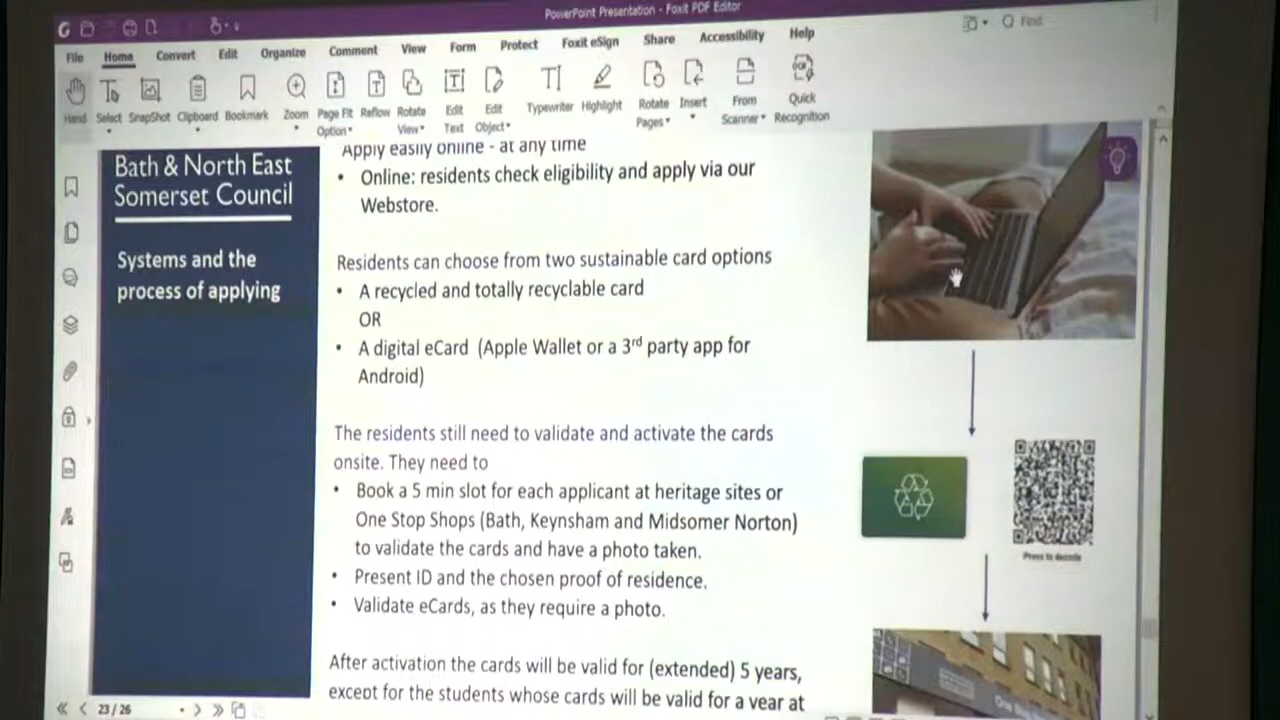 PowerPoint Presentation - Foxit PDF Editor
Find
File Home Convert Edit Organize Comment View Form Protect Foxit eSign Share Accessibility Help
Hand Select SnapShot Clipboard Bookmark Zoom Page Fit Option Reflow Rotate View Edit Text Edit Object Typewriter Highlight Rotate Pages Insert From Scanner Quick Recognition
Bath & North East
Somerset Council
Systems and the
process of applying
Apply easily online - at any time
• Online: residents check eligibility and apply via our
Webstore.
Residents can choose from two sustainable card options
• A recycled and totally recyclable card
OR
• A digital eCard (Apple Wallet or a 3rd party app for
Android)
The residents still need to validate and activate the cards
onsite. They need to
• Book a 5 min slot for each applicant at heritage sites or
One Stop Shops (Bath, Keynsham and Midsomer Norton)
to validate the cards and have a photo taken.
• Present ID and the chosen proof of residence.
• Validate eCards, as they require a photo.
After activation the cards will be valid for (extended) 5 years,
except for the students whose cards will be valid for a year at
Press to decode
One
23 / 26